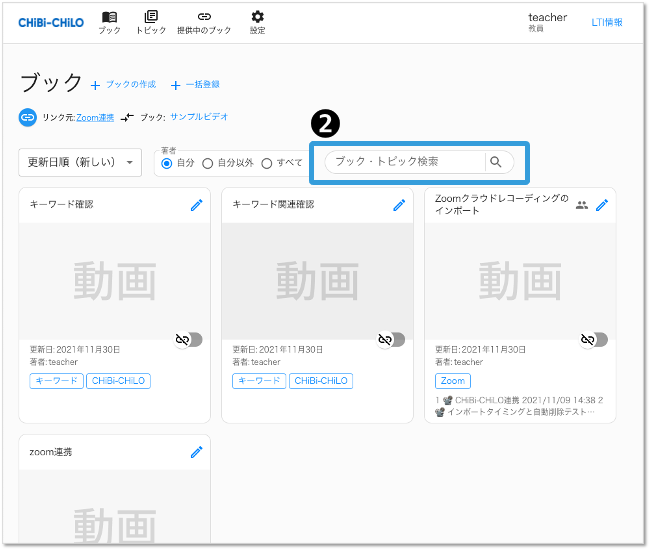 CHiBi-CHiLO
ブック
トピック
提供中のブック
設定
teacher
教員
LTI情報
ブック
+ ブックの作成
+ 一括登録
リンク元:Zoom連携
ブック: サンプルビデオ
2
更新日順（新しい）
著者
自分
自分以外
すべて
ブック・トピック検索
キーワード確認
動画
更新日: 2021年11月30日
著者: teacher
キーワード
CHiBi-CHiLO
キーワード関連確認
動画
更新日: 2021年11月30日
著者: teacher
キーワード
CHiBi-CHiLO
Zoomクラウドレコーディングの
インポート
動画
更新日: 2021年11月30日
著者: teacher
Zoom
1 CHiBi-CHiLO連携 2021/11/09 14:38 2
インポートタイミングと自動削除テスト…
zoom連携
動画